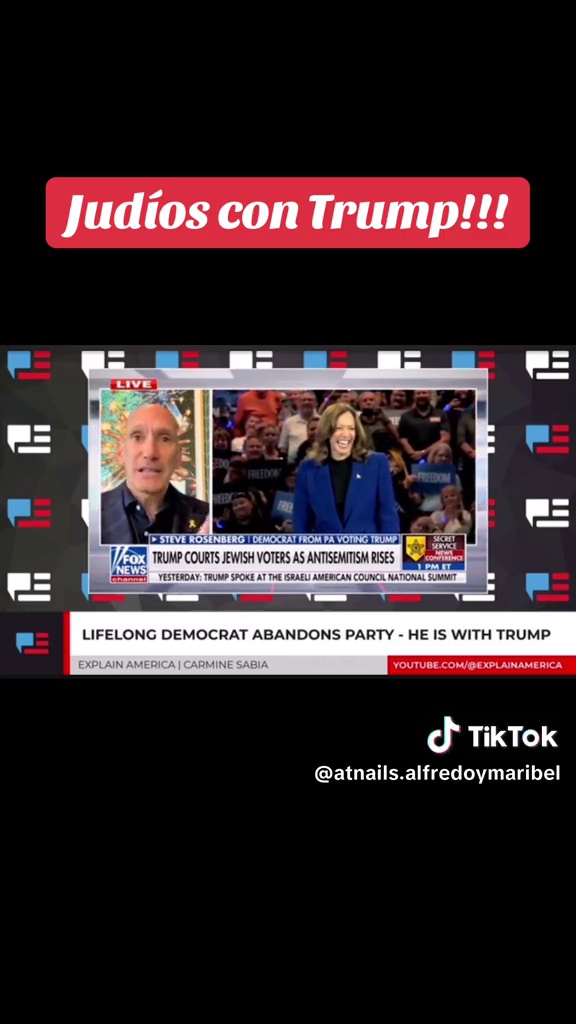 Judíos con Trump!!!
LIVE
FREEDOM
FREEDOM
STEVE ROSENBERG | DEMOCRAT FROM PA VOTING TRUMP
TRUMP COURTS JEWISH VOTERS AS ANTISEMITISM RISES
YESTERDAY: TRUMP SPOKE AT THE ISRAELI AMERICAN COUNCIL NATIONAL SUMMIT
FOX
NEWS
channel
SECRET
SERVICE
NEWS
CONFERENCE
1 PM ET
LIFELONG DEMOCRAT ABANDONS PARTY - HE IS WITH TRUMP
EXPLAIN AMERICA | CARMINE SABIA
YOUTUBE.COM/@EXPLAINAMERICA
TikTok
@atnails.alfredoymaribel